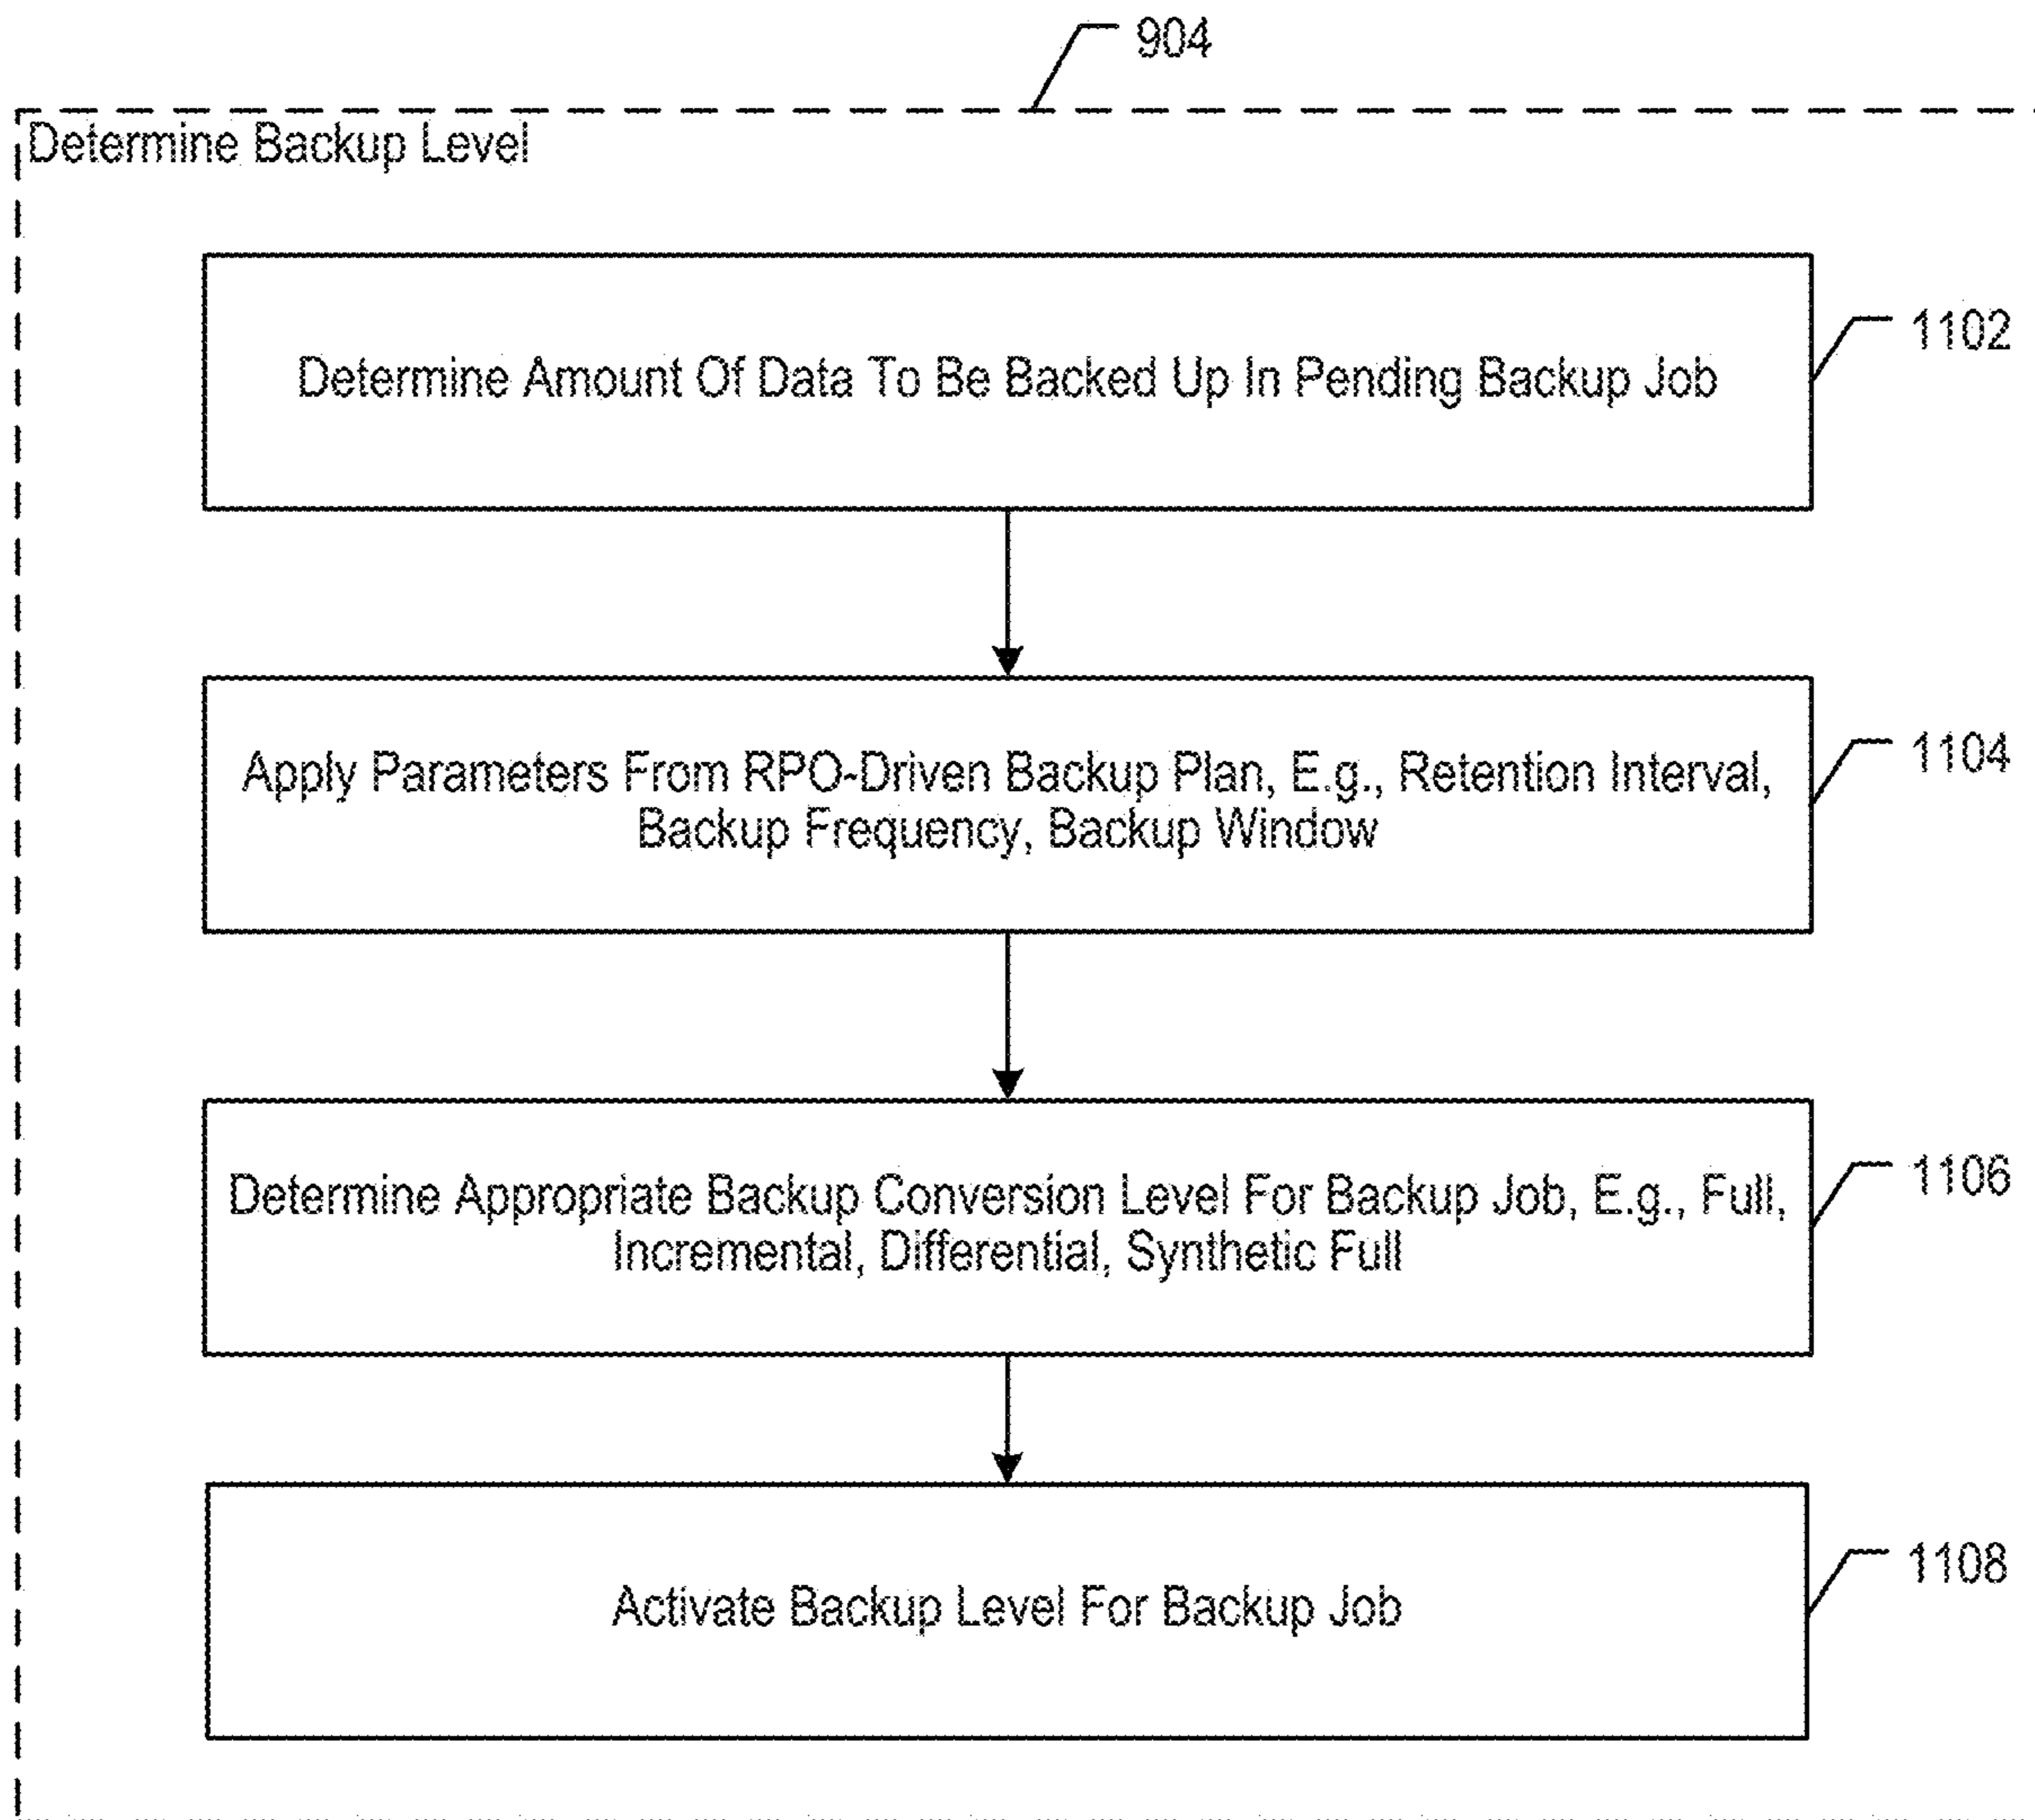 904
Determine Backup Level
Determine Amount Of Data To Be Backed Up In Pending Backup Job
1102
Apply Parameters From RPO-Driven Backup Plan, E.g., Retention Interval,
Backup Frequency, Backup Window
1104
Determine Appropriate Backup Conversion Level For Backup Job, E.g., Full,
Incremental, Differential, Synthetic Full
1106
Activate Backup Level For Backup Job
1108